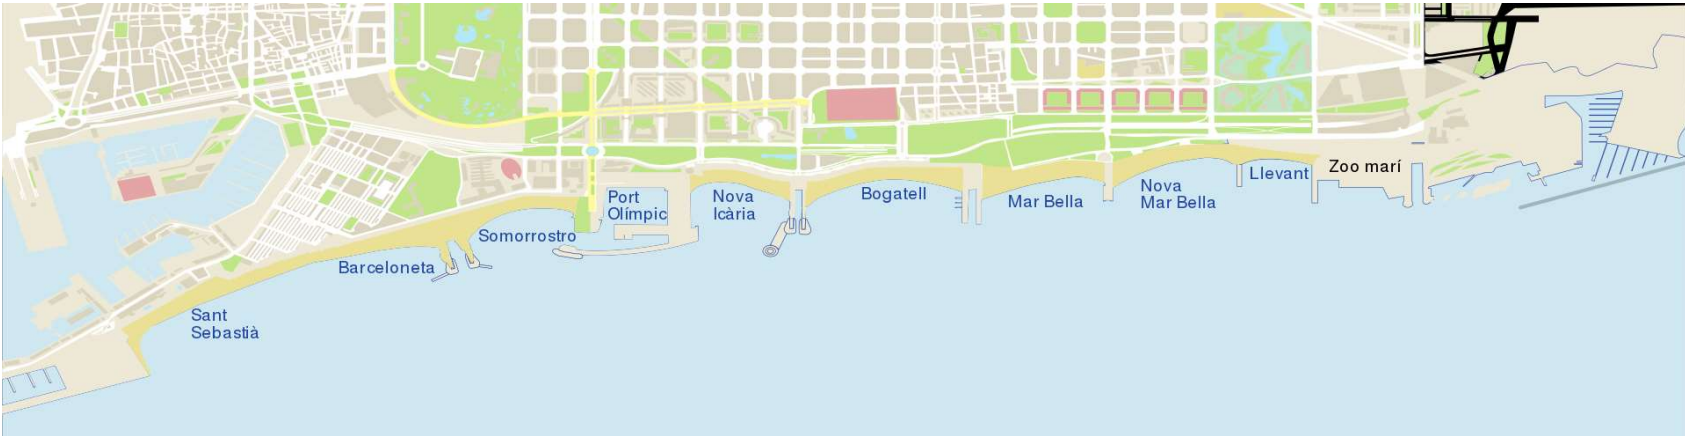 Sant
Sebastià
Barceloneta
Somorrostro
Port
Olímpic
Nova
Icària
Bogatell
Mar Bella
Nova
Mar Bella
Llevant
Zoo marí